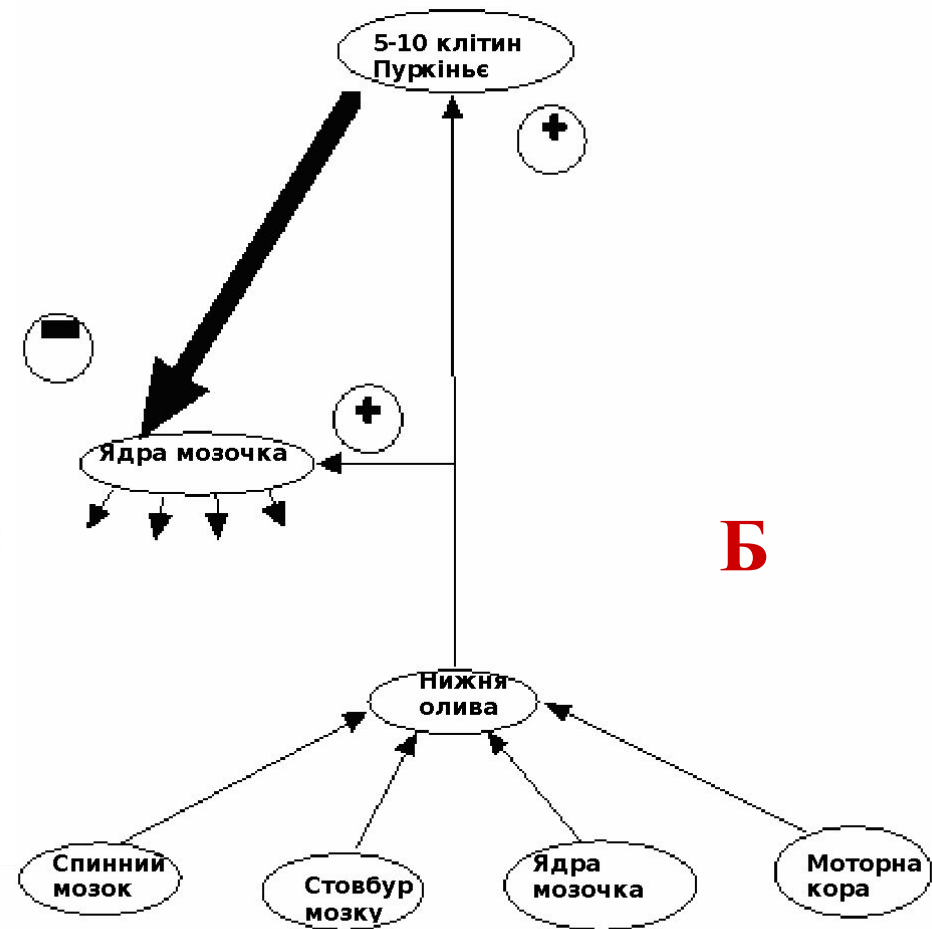 5-10 клітин
Пуркіньє
+
-
+
Ядра мозочка
Б
Нижня
олива
Спинний
мозок
Стовбур
мозку
Ядра
мозочка
Моторна
кора